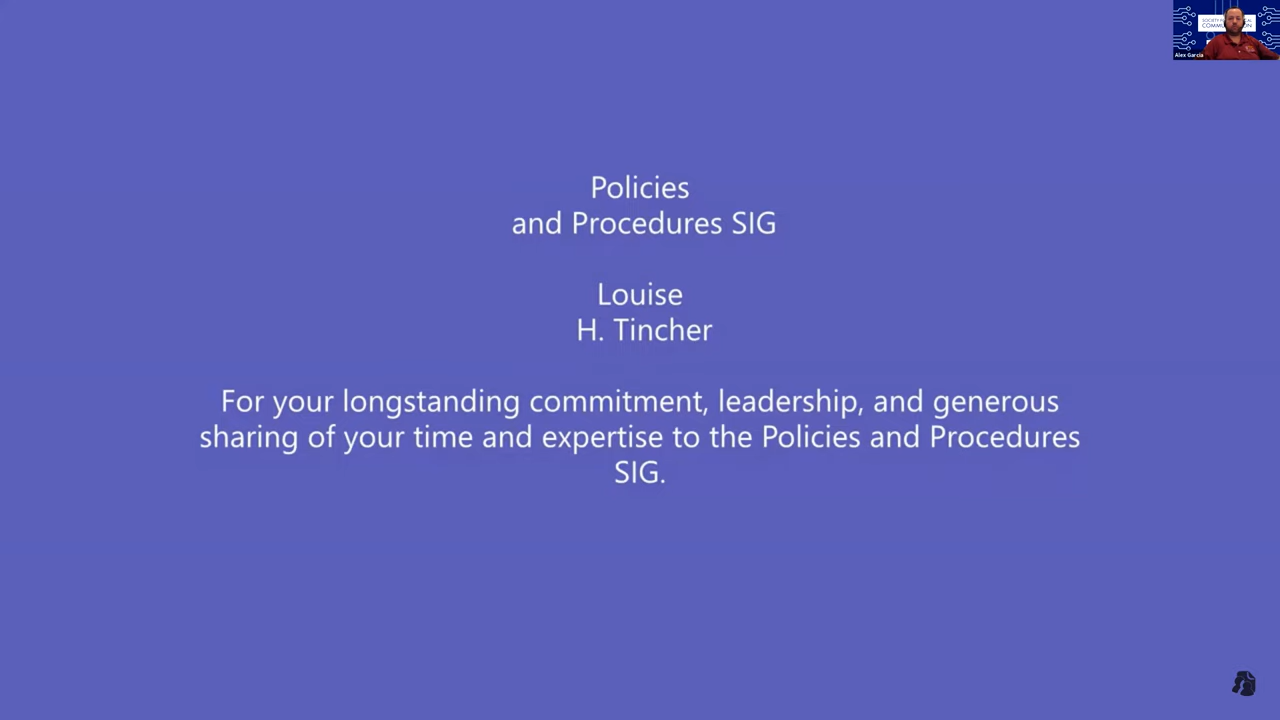 Policies
and Procedures SIG
Louise
H. Tincher
For your longstanding commitment, leadership, and generous
sharing of your time and expertise to the Policies and Procedures
SIG.
Alex Garcia